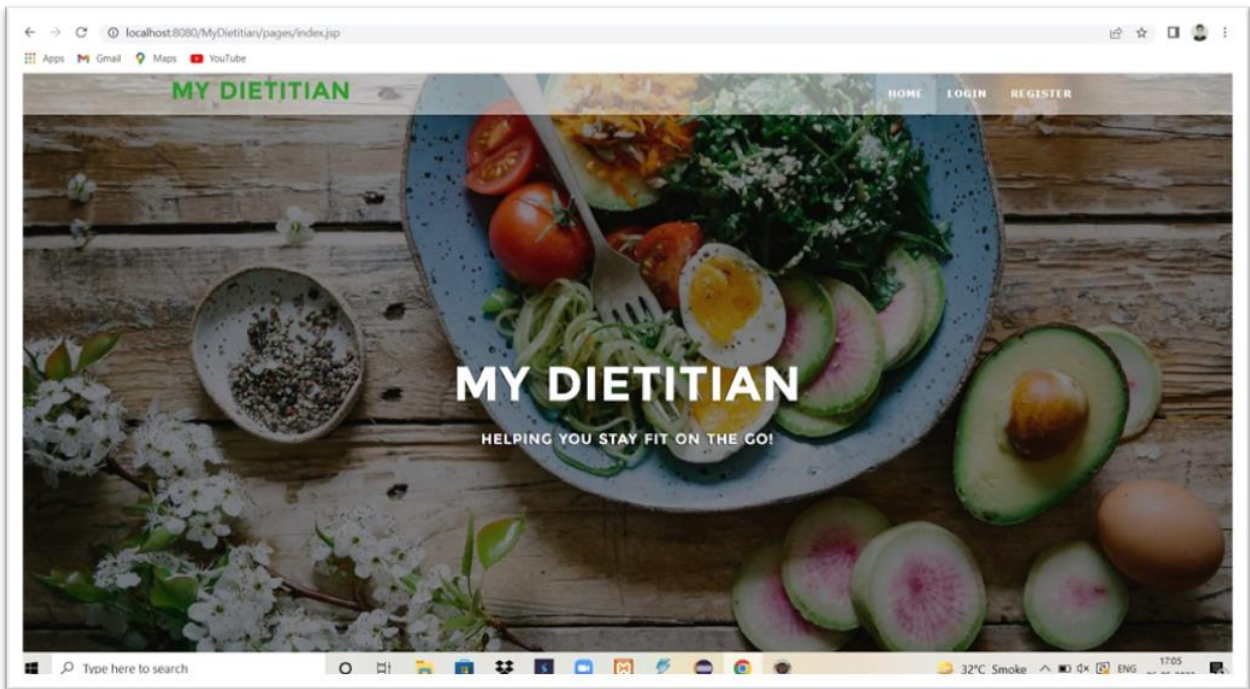 localhost:8080/MyDietitian/pages/index.jsp
Apps Gmail Maps YouTube
MY DIETITIAN
HOME LOGIN REGISTER
MY DIETITIAN
HELPING YOU STAY FIT ON THE GO!
Type here to search
32°C Smoke ENG 17:05